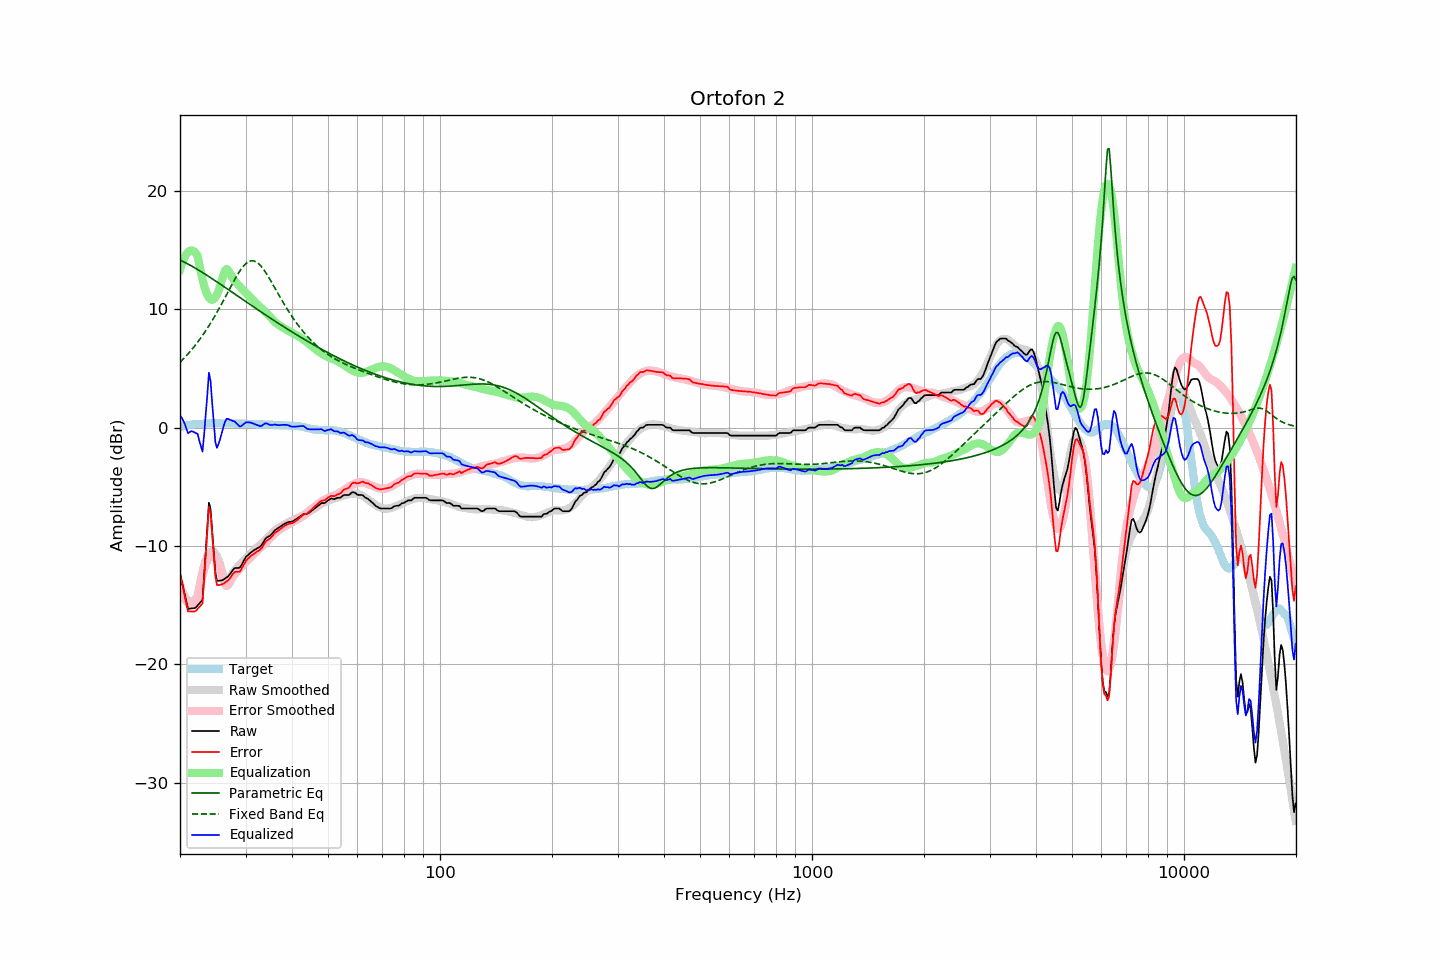 Ortofon 2
Amplitude (dBr)
20
10
0
−10
−20
−30
Target
Raw Smoothed
Error Smoothed
Raw
Error
Equalization
Parametric Eq
Fixed Band Eq
Equalized
100
1000
10000
Frequency (Hz)